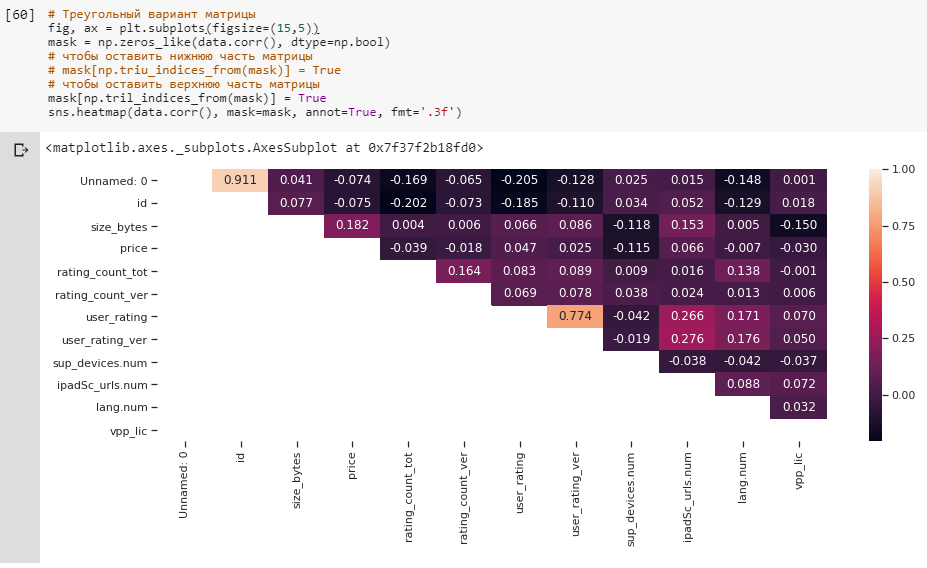 [60]
# Треугольный вариант матрицы
fig, ax = plt.subplots(figsize=(15,5))
mask = np.zeros_like(data.corr(), dtype=np.bool)
# чтобы оставить нижнюю часть матрицы
# mask[np.triu_indices_from(mask)] = True
# чтобы оставить верхнюю часть матрицы
mask[np.tril_indices_from(mask)] = True
sns.heatmap(data.corr(), mask=mask, annot=True, fmt='.3f')
<matplotlib.axes._subplots.AxesSubplot at 0x7f37f2b18fd0>
Unnamed: 0 0.911 0.041 -0.074 -0.169 -0.065 -0.205 -0.128 0.025 0.015 -0.148 0.001
id 0.077 -0.075 -0.202 -0.073 -0.185 -0.110 0.034 0.052 -0.129 0.018
size_bytes 0.182 0.004 0.006 0.066 0.086 -0.118 0.153 0.005 -0.150
price -0.039 -0.018 0.047 0.025 -0.115 0.066 -0.007 -0.030
rating_count_tot 0.164 0.083 0.089 0.009 0.016 0.138 -0.001
rating_count_ver 0.069 0.078 0.038 0.024 0.013 0.006
user_rating 0.774 -0.042 0.266 0.171 0.070
user_rating_ver -0.019 0.276 0.176 0.050
sup_devices.num -0.038 -0.042 -0.037
ipadSc_urls.num 0.088 0.072
lang.num 0.032
vpp_lic
Unnamed: 0
id
size_bytes
price
rating_count_tot
rating_count_ver
user_rating
user_rating_ver
sup_devices.num
ipadSc_urls.num
lang.num
vpp_lic
1.00
0.75
0.50
0.25
0.00